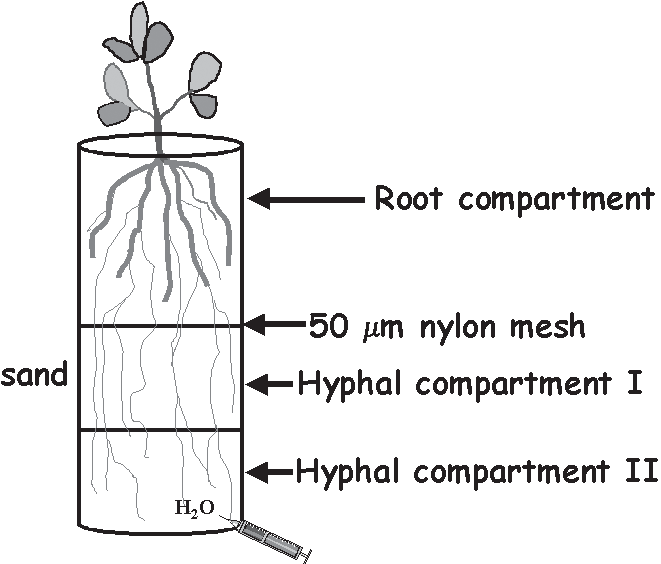 Root compartment
50 μm nylon mesh
sand
Hyphal compartment I
Hyphal compartment II
H₂O